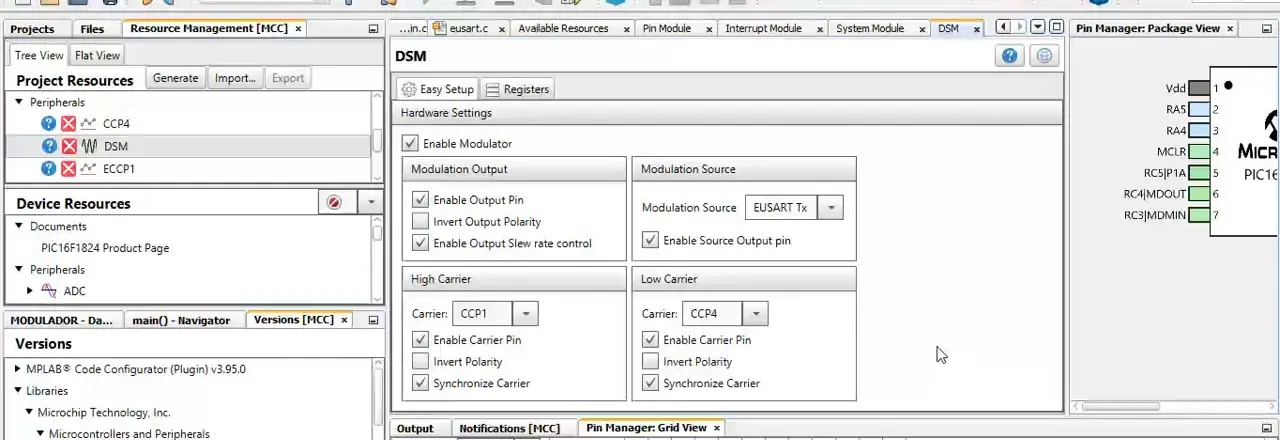 Projects Files Resource Management [MCC] ×
Tree View Flat View
Project Resources Generate Import... Export
Peripherals
CCP4
DSM
ECCP1
Device Resources
Documents
PIC16F1824 Product Page
Peripherals
ADC
MODULADOR - Da... main() - Navigator Versions [MCC] ×
Versions
MPLAB® Code Configurator (Plugin) v3.95.0
Libraries
Microchip Technology, Inc.
Microcontrollers and Peripherals
...in.c eusart.c × Available Resources × Pin Module × Interrupt Module × System Module × DSM ×
DSM
Easy Setup Registers
Hardware Settings
Enable Modulator
Modulation Output
Enable Output Pin
Invert Output Polarity
Enable Output Slew rate control
Modulation Source
Modulation Source EUSART Tx
Enable Source Output pin
High Carrier
Carrier: CCP1
Enable Carrier Pin
Invert Polarity
Synchronize Carrier
Low Carrier
Carrier: CCP4
Enable Carrier Pin
Invert Polarity
Synchronize Carrier
Output Notifications [MCC] Pin Manager: Grid View ×
Pin Manager: Package View ×
Vdd 1
RA5 2
RA4 3
MCLR 4
RC5|P1A 5
RC4|MDOUT 6
RC3|MDMIN 7
PIC16